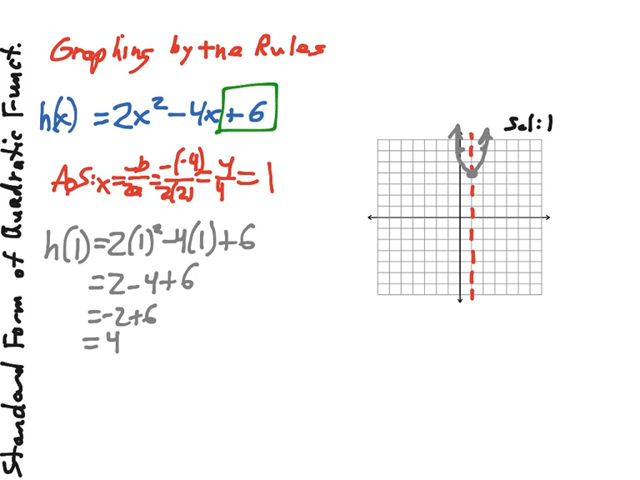 Standard Form of Quadratic Funct.
Graphing by the Rules
h(x) = 2x² - 4x + 6
AoS: x = -b/2a = -(-4)/2(2) = 4/4 = 1
h(1) = 2(1)² - 4(1) + 6
= 2 - 4 + 6
= -2 + 6
= 4
Scl: 1